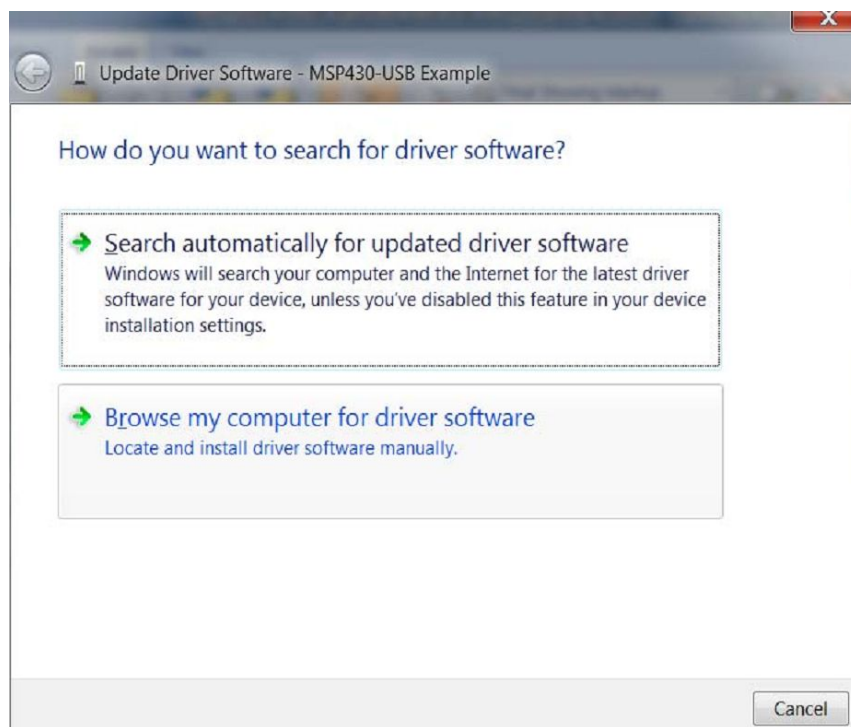 Update Driver Software - MSP430-USB Example
How do you want to search for driver software?
Search automatically for updated driver software
Windows will search your computer and the Internet for the latest driver
software for your device, unless you've disabled this feature in your device
installation settings.
Browse my computer for driver software
Locate and install driver software manually.
Cancel